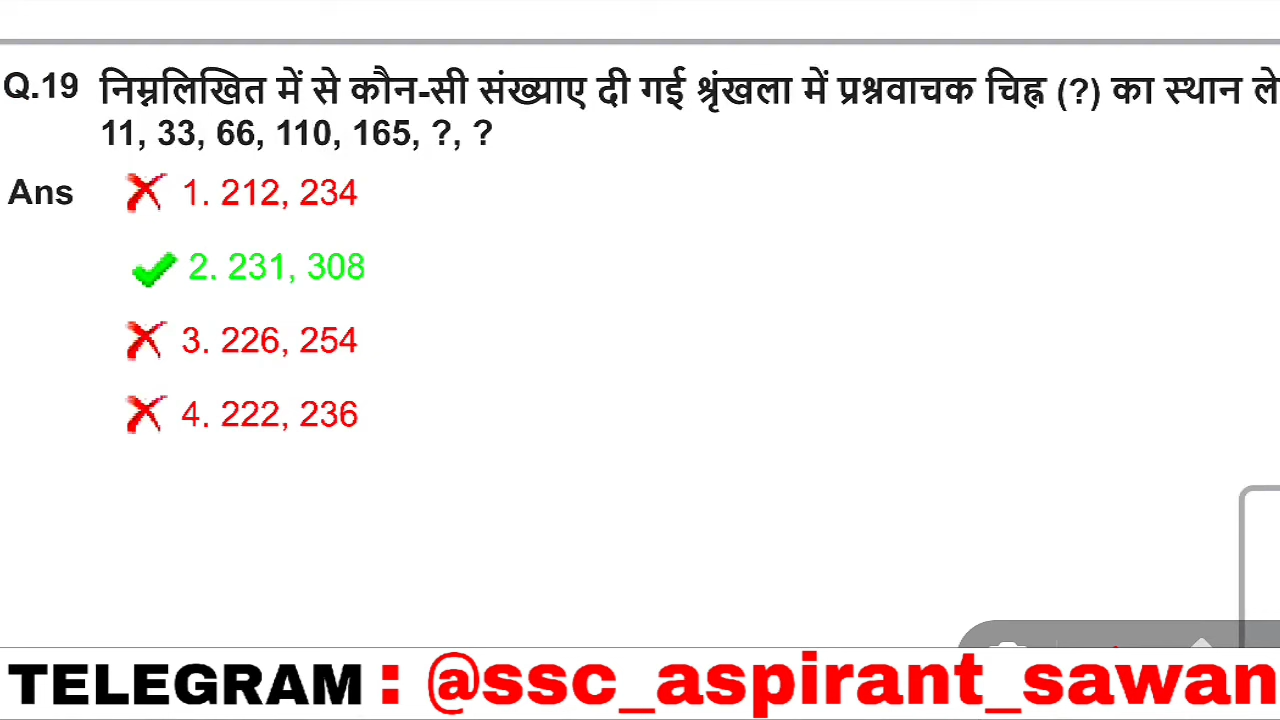 Q.19 निम्नलिखित में से कौन-सी संख्याए दी गई श्रृंखला में प्रश्नवाचक चिह्न (?) का स्थान ले
11, 33, 66, 110, 165, ?, ?
Ans 1. 212, 234
2. 231, 308
3. 226, 254
4. 222, 236
TELEGRAM : @ssc_aspirant_sawan